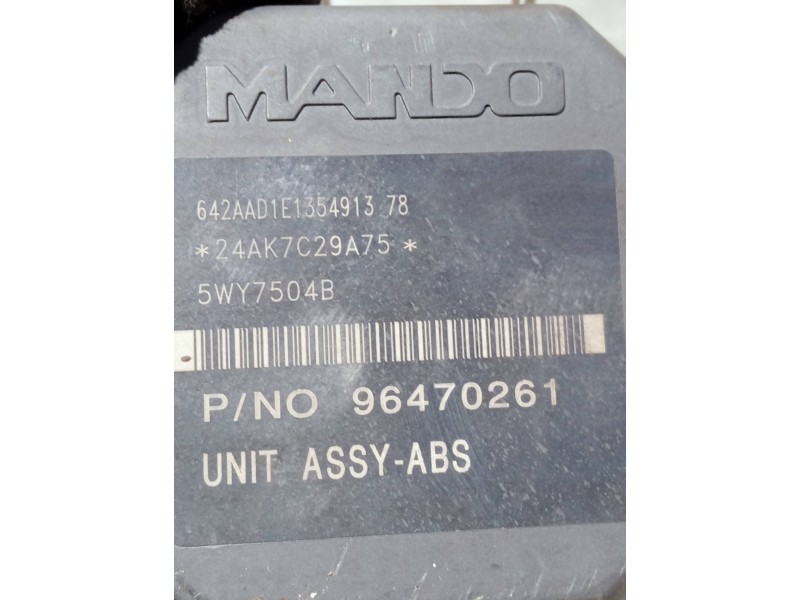 MANDO
642AAD1E1354913 78
*24AK7C29A75*
5WY7504B
P/NO 96470261
UNIT ASSY-ABS